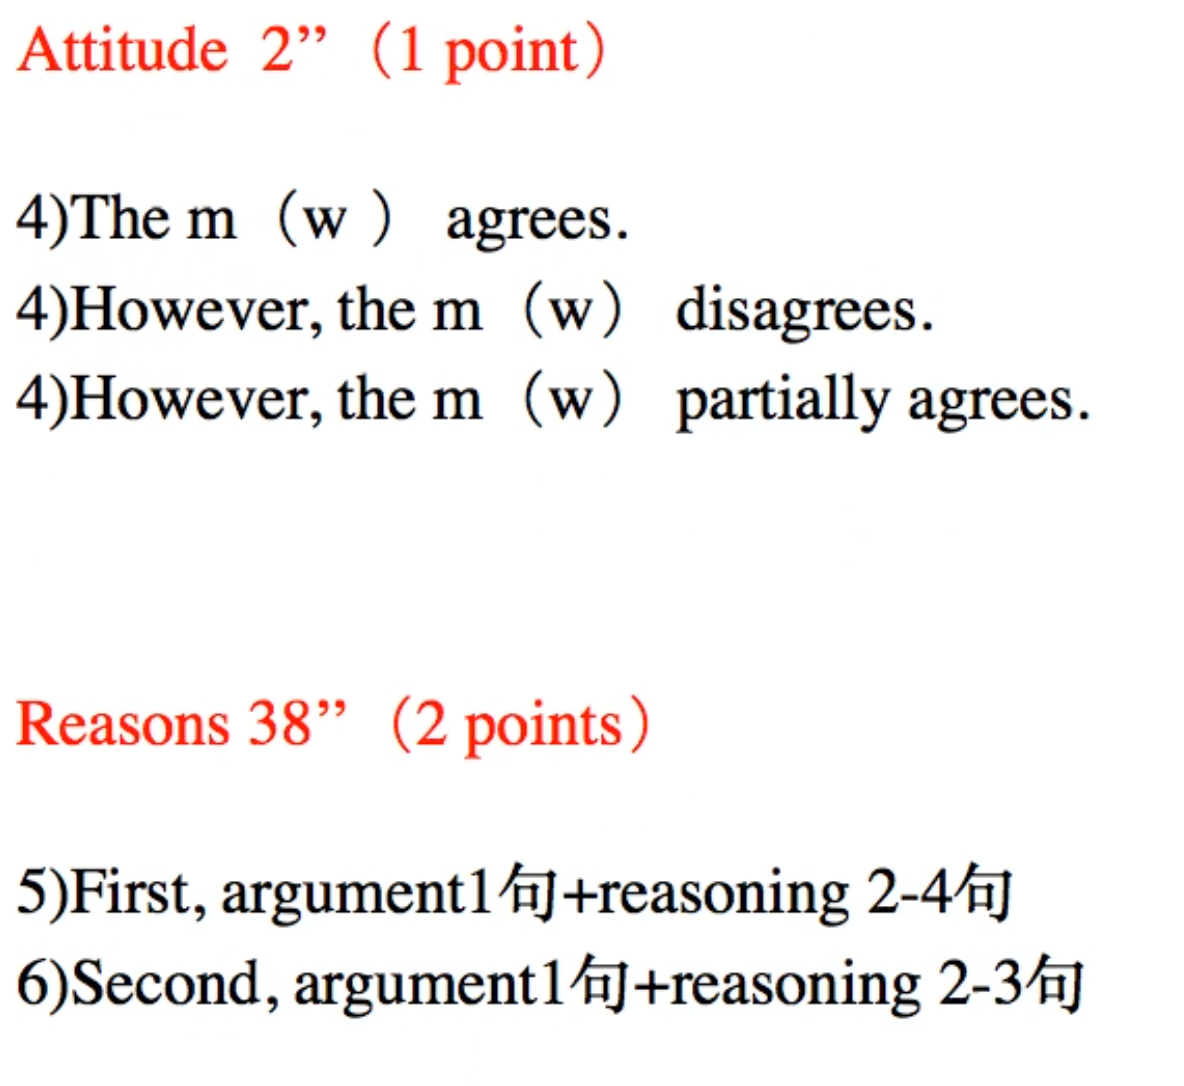 Attitude 2”（1 point）
4)The m （w ） agrees.
4)However, the m （w） disagrees.
4)However, the m （w） partially agrees.
Reasons 38”（2 points）
5)First, argument1句+reasoning 2-4句
6)Second, argument1句+reasoning 2-3句